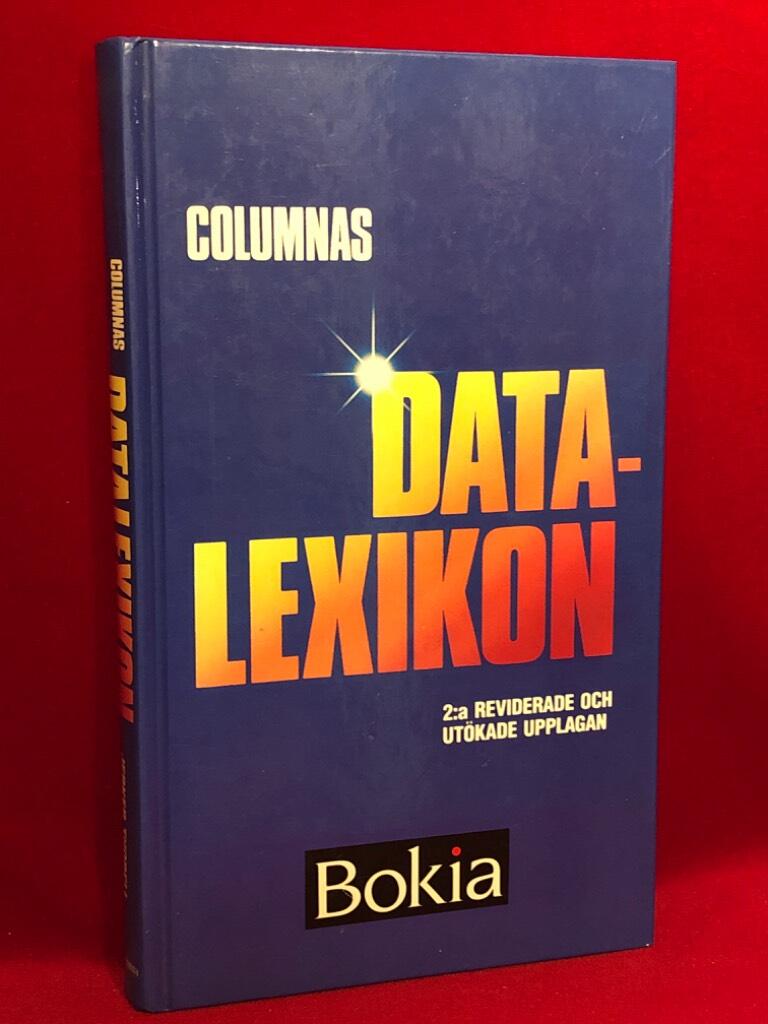 COLUMNAS
DATA-
LEXIKON
2:a REVIDERADE OCH
UTÖKADE UPPLAGAN
Bokia
COLUMNAS DATALEXIKON